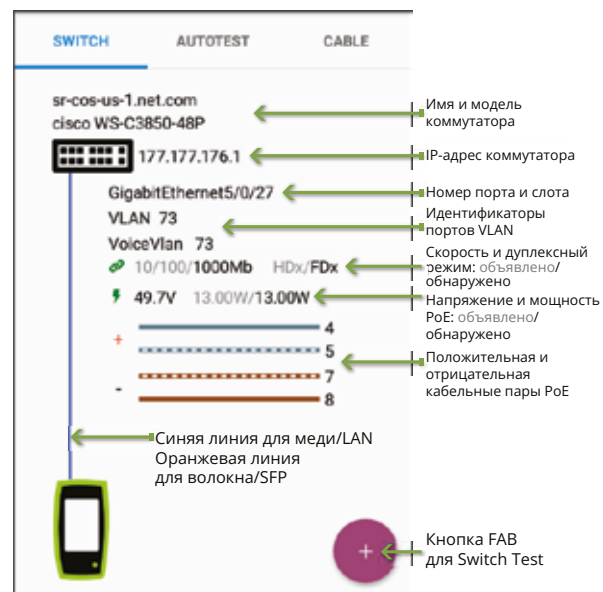 SWITCH AUTOTEST CABLE
sr-cos-us-1.net.com
cisco WS-C3850-48P
Имя и модель
коммутатора
177.177.176.1
IP-адрес коммутатора
GigabitEthernet5/0/27
Номер порта и слота
VLAN 73
VoiceVlan 73
Идентификаторы
портов VLAN
10/100/1000Mb HDx/FDx
Скорость и дуплексный
режим: объявлено/
обнаружено
49.7V 13.00W/13.00W
Напряжение и мощность
PoE: объявлено/
обнаружено
+ 4
5
- 7
8
Положительная и
отрицательная
кабельные пары PoE
Синяя линия для меди/LAN
Оранжевая линия
для волокна/SFP
+
Кнопка FAB
для Switch Test